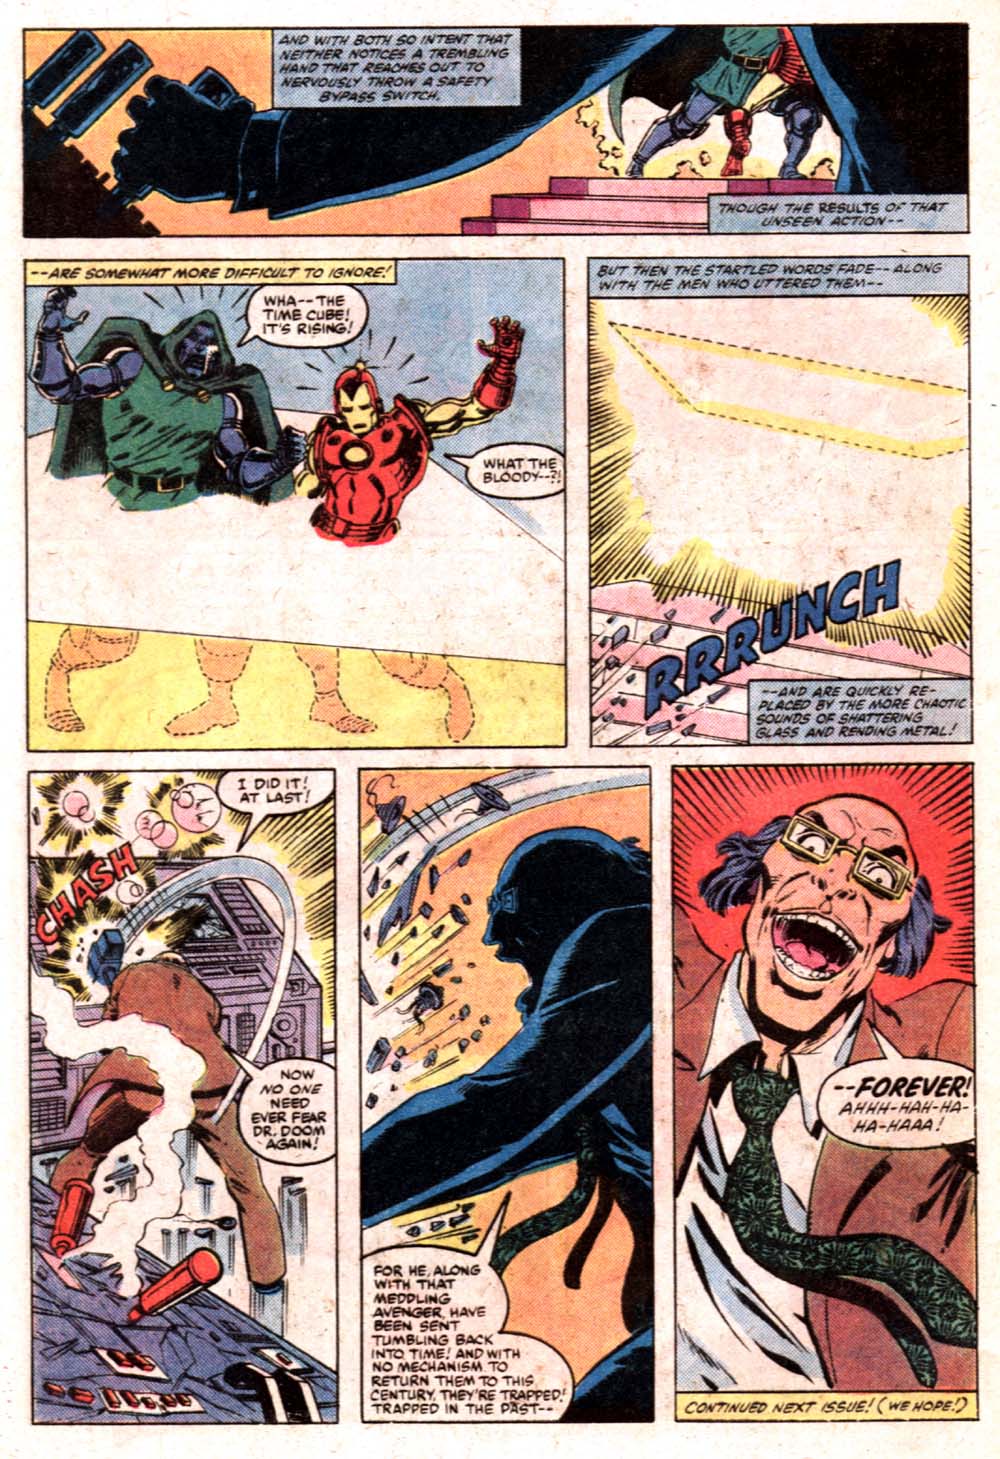 AND WITH BOTH SO INTENT THAT
NEITHER NOTICES A TREMBLING
HAND THAT REACHES OUT TO
NERVOUSLY THROW A SAFETY
BYPASS SWITCH,
THOUGH THE RESULTS OF THAT
UNSEEN ACTION--
--ARE SOMEWHAT MORE DIFFICULT TO IGNORE!
WHA--THE
TIME CUBE!
IT'S RISING!
WHAT THE
BLOODY--?!
BUT THEN THE STARTLED WORDS FADE--ALONG
WITH THE MEN WHO UTTERED THEM--
RRRUNCH
--AND ARE QUICKLY RE-
PLACED BY THE MORE CHAOTIC
SOUNDS OF SHATTERING
GLASS AND RENDING METAL!
I DID IT!
AT LAST!
CHASH
NOW
NO ONE
NEED
EVER FEAR
DR. DOOM
AGAIN!
FOR HE, ALONG
WITH THAT
MEDDLING
AVENGER, HAVE
BEEN SENT
TUMBLING BACK
INTO TIME! AND WITH
NO MECHANISM TO
RETURN THEM TO THIS
CENTURY, THEY'RE TRAPPED!
TRAPPED IN THE PAST--
--FOREVER!
AHHH-HAH-HA-
HA-HAAA!
CONTINUED NEXT ISSUE! (WE HOPE!)